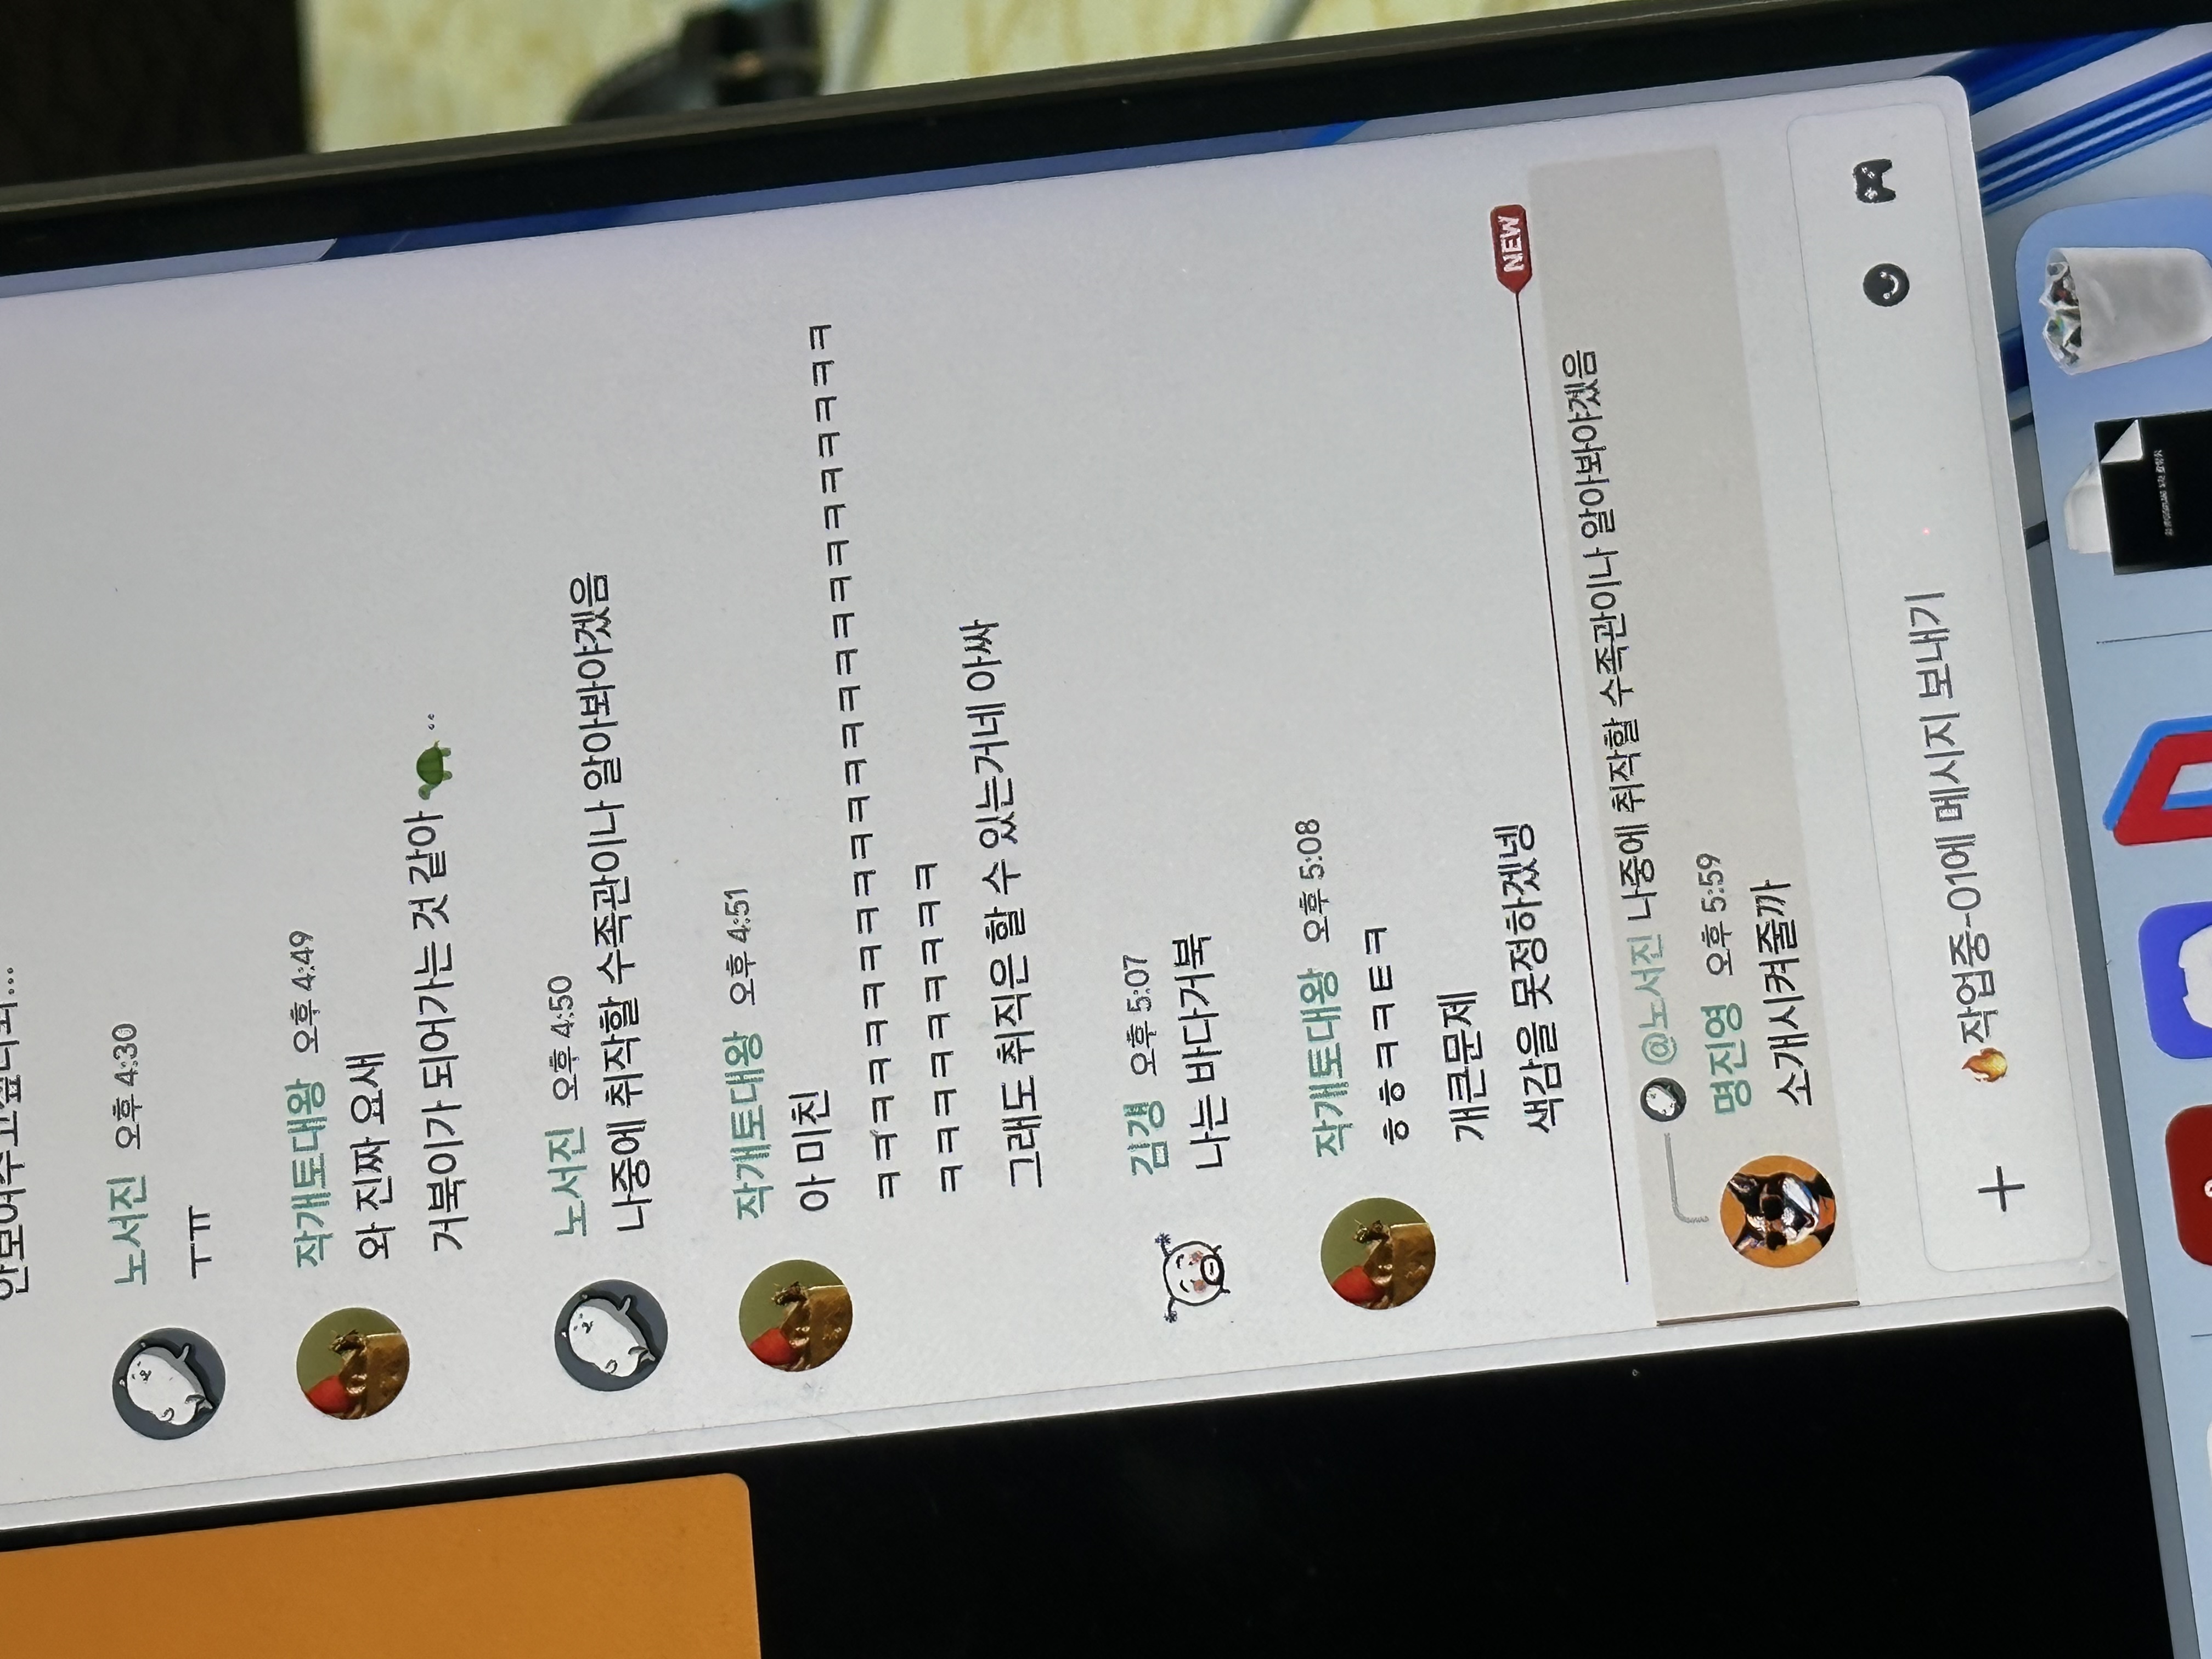 안보여주고싶더라...
노서진 오후 4:30
ㅜㅠ
작개토대왕 오후 4:49
와 진짜 요새
거북이가 되어가는 것 같아🐢..
노서진 오후 4:50
나중에 취작할 수족관이나 알아봐야겠음
작개토대왕 오후 4:51
아 미친
ㅋㅋㅋㅋㅋㅋㅋㅋㅋㅋㅋㅋㅋㅋㅋㅋㅋㅋㅋㅋㅋㅋㅋㅋ
ㅋㅋㅋㅋㅋㅋㅋㅋㅋ
그래도 취직은 할 수 있는거네 아싸
김갱 오후 5:07
나는 바다거북
작개토대왕 오후 5:08
ㅎㅎㅋㅋㅌㅋ
개큰문제
색감을 못정하겠넹
NEW
@노서진 나중에 취작할 수족관이나 알아봐야겠음
명진영 오후 5:59
소개시켜줄까
+ 🔥작업중-01에 메시지 보내기